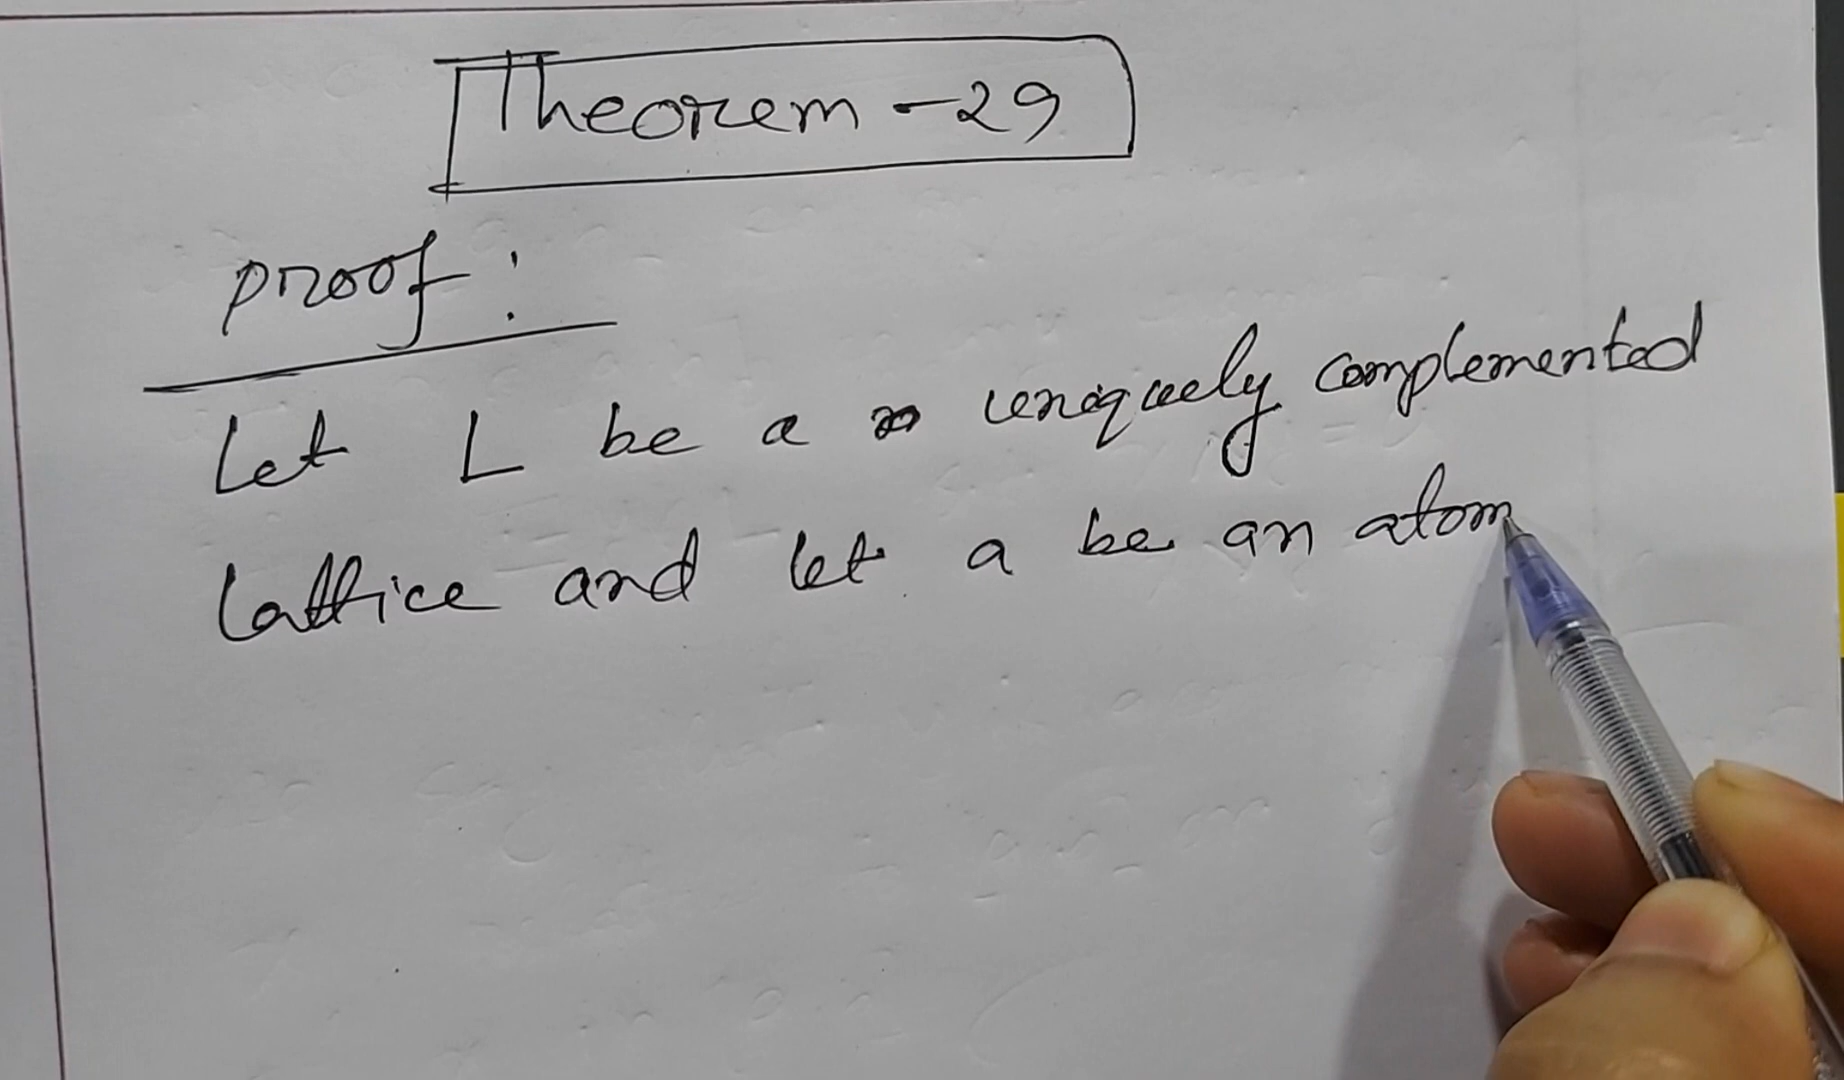 Theorem - 29
proof :
Let L be a uniquely complemented
lattice and let a be an atom